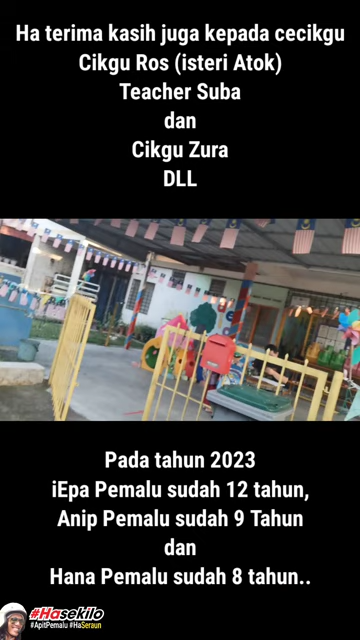 Ha terima kasih juga kepada cecikgu
Cikgu Ros (isteri Atok)
Teacher Suba
dan
Cikgu Zura
DLL
Pada tahun 2023
iEpa Pemalu sudah 12 tahun,
Anip Pemalu sudah 9 Tahun
dan
Hana Pemalu sudah 8 tahun..
#Hasekilo
#ApitPemalu #HaSeraun